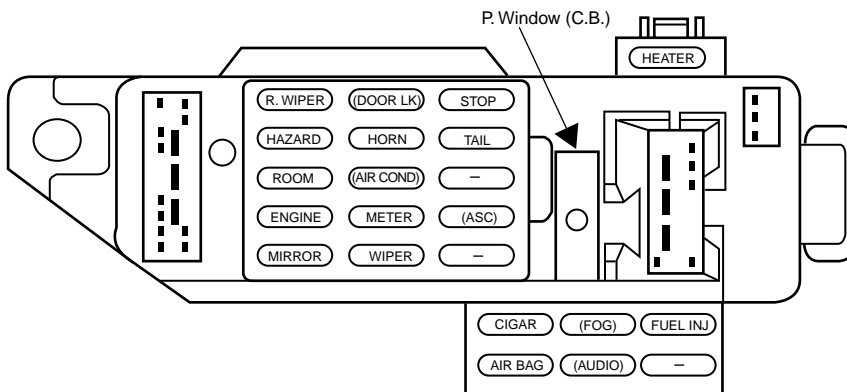 P. Window (C.B.)
HEATER
R. WIPER (DOOR LK) STOP
HAZARD HORN TAIL
ROOM (AIR COND) –
ENGINE METER (ASC)
MIRROR WIPER –
CIGAR (FOG) FUEL INJ
AIR BAG (AUDIO) –